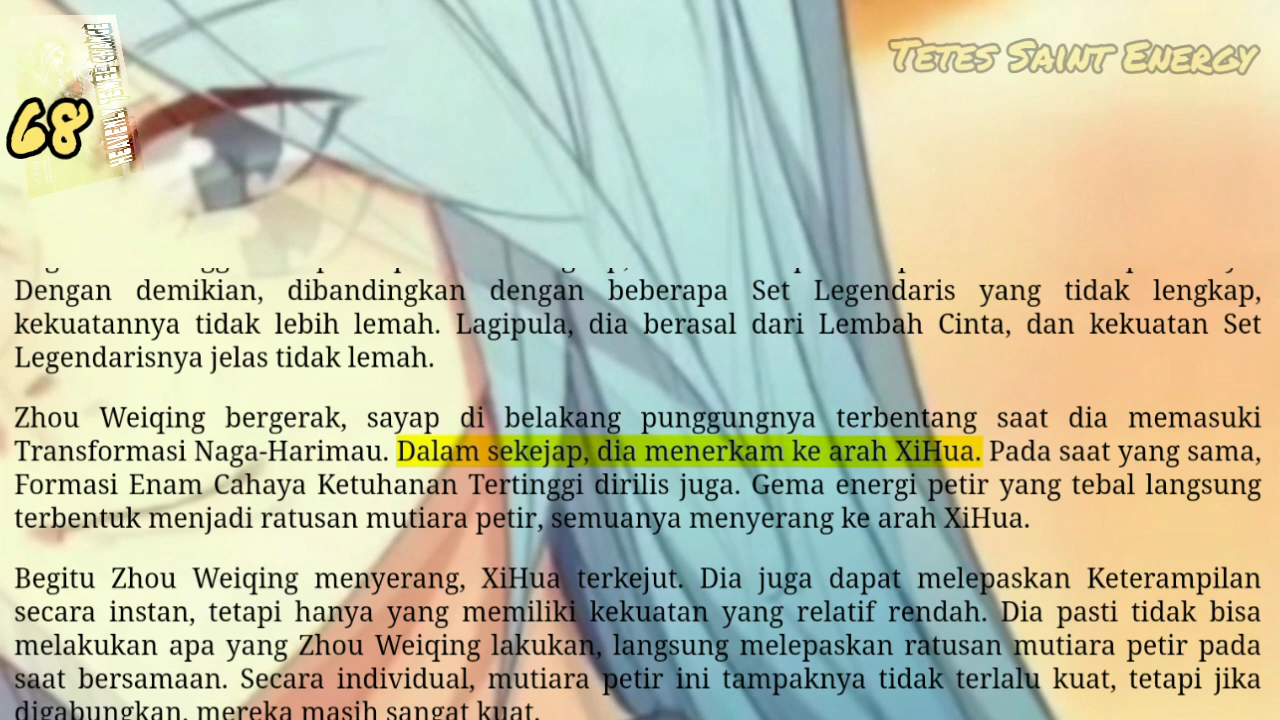 TETES SAINT ENERGY
68
HEAVENLY JEWEL CHANGE
Dengan demikian, dibandingkan dengan beberapa Set Legendaris yang tidak lengkap,
kekuatannya tidak lebih lemah. Lagipula, dia berasal dari Lembah Cinta, dan kekuatan Set
Legendarisnya jelas tidak lemah.
Zhou Weiqing bergerak, sayap di belakang punggungnya terbentang saat dia memasuki
Transformasi Naga-Harimau. Dalam sekejap, dia menerkam ke arah XiHua. Pada saat yang sama,
Formasi Enam Cahaya Ketuhanan Tertinggi dirilis juga. Gema energi petir yang tebal langsung
terbentuk menjadi ratusan mutiara petir, semuanya menyerang ke arah XiHua.
Begitu Zhou Weiqing menyerang, XiHua terkejut. Dia juga dapat melepaskan Keterampilan
secara instan, tetapi hanya yang memiliki kekuatan yang relatif rendah. Dia pasti tidak bisa
melakukan apa yang Zhou Weiqing lakukan, langsung melepaskan ratusan mutiara petir pada
saat bersamaan. Secara individual, mutiara petir ini tampaknya tidak terlalu kuat, tetapi jika
digabungkan, mereka masih sangat kuat.